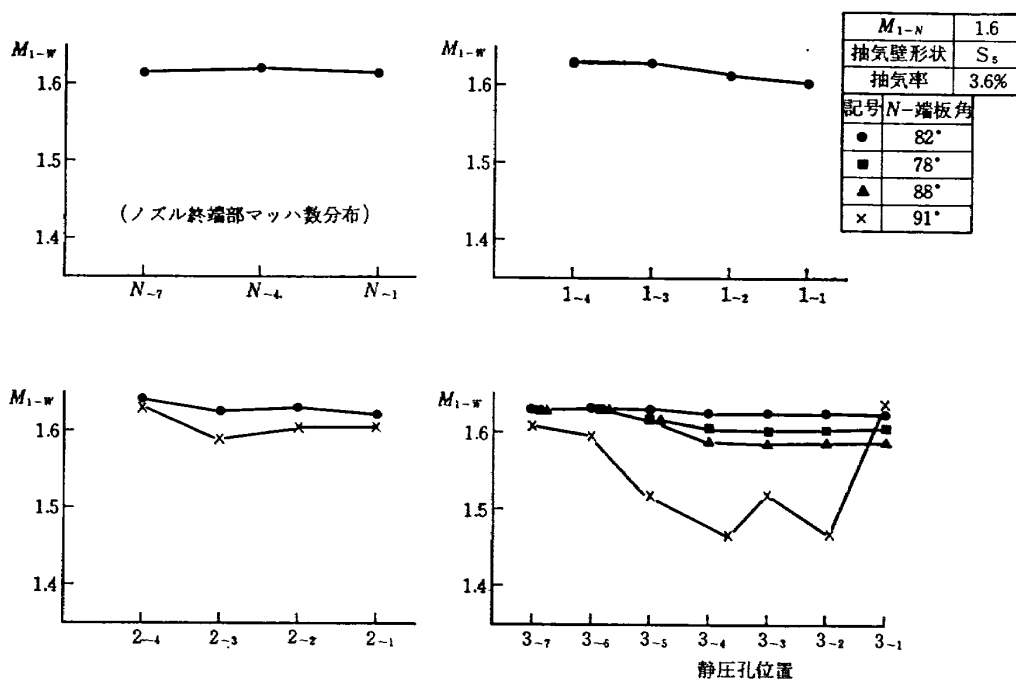 M₁₋w
1.6
1.5
1.4
(ノズル終端部マッハ数分布)
N₋₇ N₋₄ N₋₁
M₁₋w
1.6
1.5
1.4
1₋₄ 1₋₃ 1₋₂ 1₋₁
M₁₋N 1.6
抽気壁形状 S₅
抽気率 3.6%
記号 N-端板角
● 82°
■ 78°
▲ 88°
× 91°
M₁₋w
1.6
1.5
1.4
2₋₄ 2₋₃ 2₋₂ 2₋₁
M₁₋w
1.6
1.5
1.4
3₋₇ 3₋₆ 3₋₅ 3₋₄ 3₋₃ 3₋₂ 3₋₁
静圧孔位置